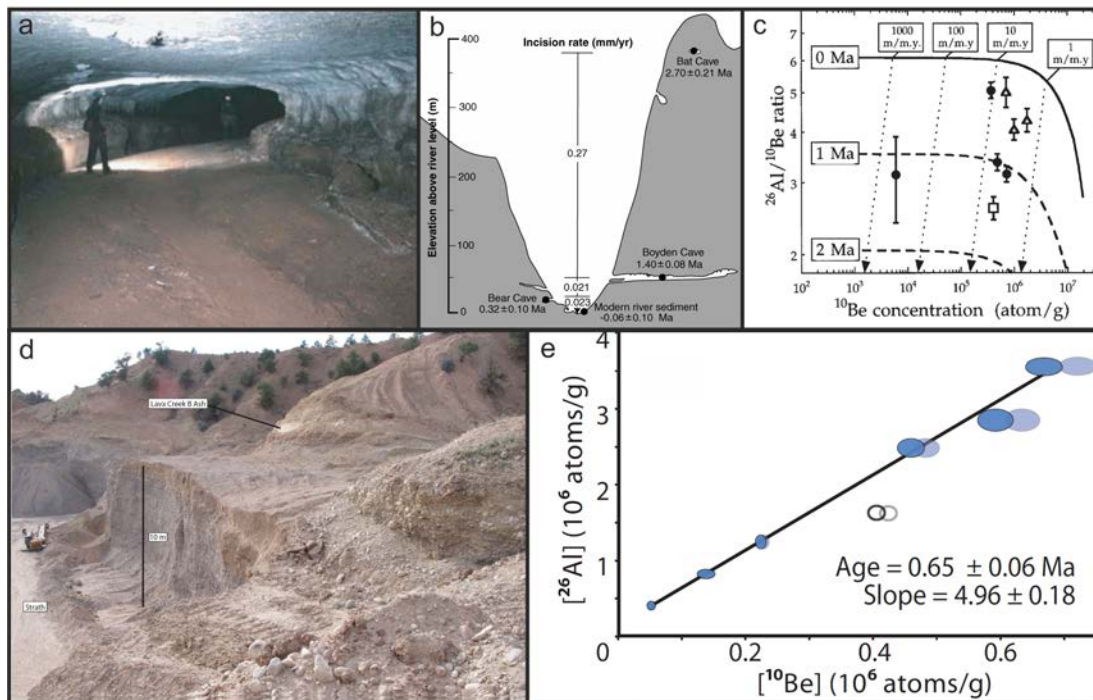 a
b
400
300
200
100
0
Elevation above river level (m)
Incision rate (mm/yr)
0.27
0.021
0.023
Bat Cave
2.70±0.21 Ma
Boyden Cave
1.40±0.08 Ma
Bear Cave
0.32±0.10 Ma
Modern river sediment
-0.06±0.10 Ma
c
1000
m/m.y.
100
m/m.y.
10
m/m.y
1
m/m.y
7
6
5
4
3
2
0 Ma
1 Ma
2 Ma
²⁶Al/¹⁰Be ratio
10² 10³ 10⁴ 10⁵ 10⁶ 10⁷
¹⁰Be concentration (atom/g)
d
Lava Creek B Ash
10 m
Strath
e
4
3
2
1
0
[²⁶Al] (10⁶ atoms/g)
Age = 0.65 ± 0.06 Ma
Slope = 4.96 ± 0.18
0 0.2 0.4 0.6
[¹⁰Be] (10⁶ atoms/g)